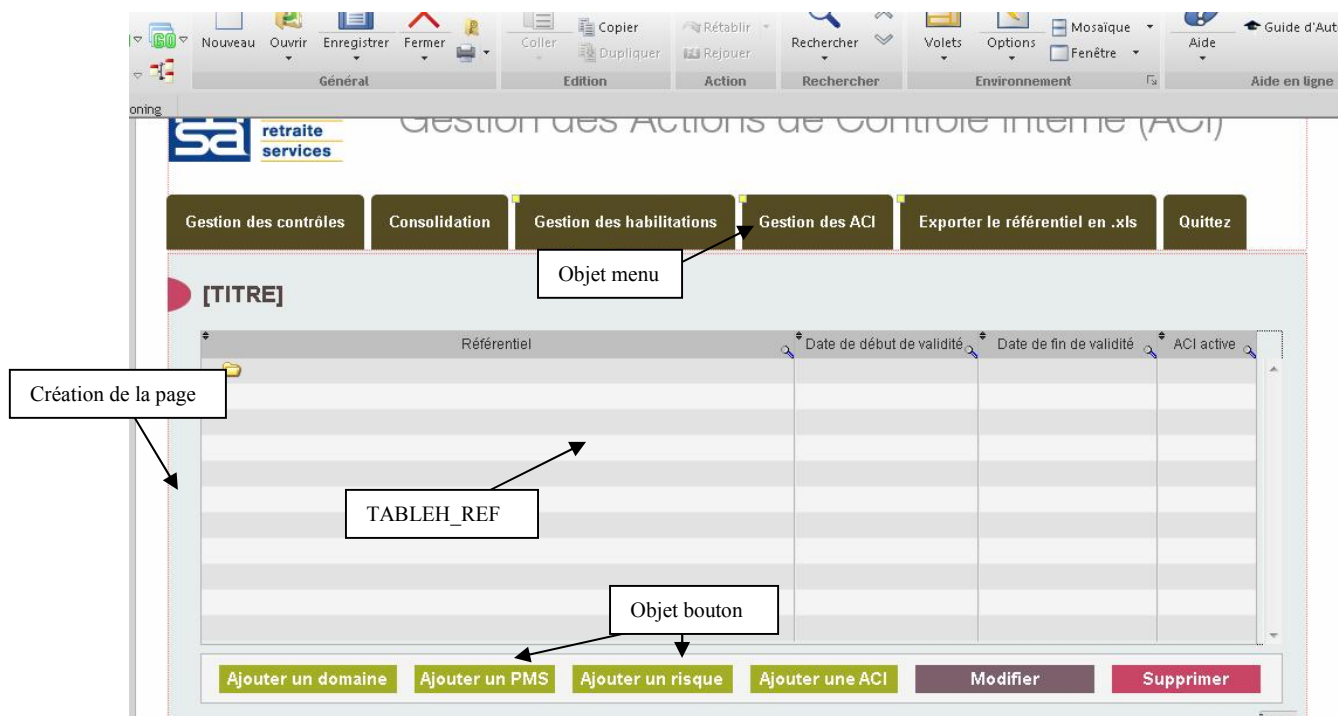 Nouveau Ouvrir Enregistrer Fermer Coller Copier Dupliquer Rétablir Rejouer Rechercher Volets Options Mosaïque Fenêtre Aide Guide d'Aut
GO
Général Edition Action Rechercher Environnement Aide en ligne
oning
retraite
services
Gestion des Actions de Contrôle Interne (ACI)
Gestion des contrôles Consolidation Gestion des habilitations Gestion des ACI Exporter le référentiel en .xls Quittez
Objet menu
[TITRE]
Référentiel Date de début de validité Date de fin de validité ACI active
Création de la page
TABLEH_REF
Objet bouton
Ajouter un domaine Ajouter un PMS Ajouter un risque Ajouter une ACI Modifier Supprimer